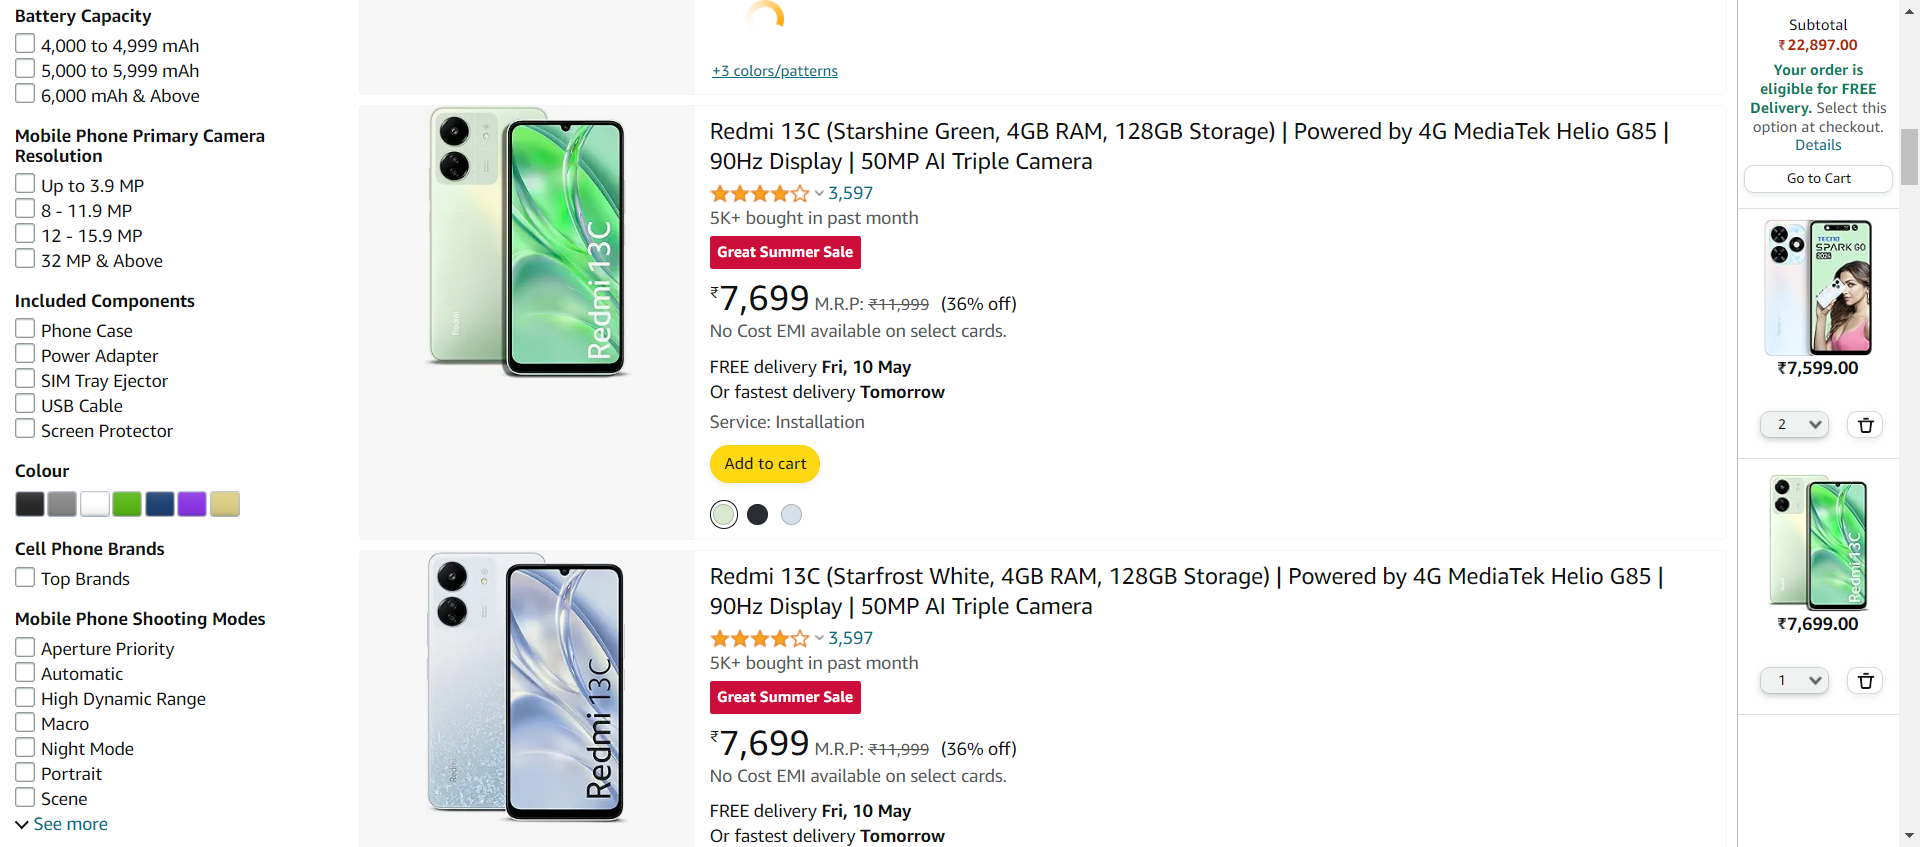 Battery Capacity
4,000 to 4,999 mAh
5,000 to 5,999 mAh
6,000 mAh & Above
Mobile Phone Primary Camera
Resolution
Up to 3.9 MP
8 - 11.9 MP
12 - 15.9 MP
32 MP & Above
Included Components
Phone Case
Power Adapter
SIM Tray Ejector
USB Cable
Screen Protector
Colour
Cell Phone Brands
Top Brands
Mobile Phone Shooting Modes
Aperture Priority
Automatic
High Dynamic Range
Macro
Night Mode
Portrait
Scene
See more
+3 colors/patterns
Redmi
Redmi 13C
Redmi 13C (Starshine Green, 4GB RAM, 128GB Storage) | Powered by 4G MediaTek Helio G85 |
90Hz Display | 50MP AI Triple Camera
3,597
5K+ bought in past month
Great Summer Sale
₹7,699 M.R.P: ₹11,999 (36% off)
No Cost EMI available on select cards.
FREE delivery Fri, 10 May
Or fastest delivery Tomorrow
Service: Installation
Add to cart
Redmi
Redmi 13C
Redmi 13C (Starfrost White, 4GB RAM, 128GB Storage) | Powered by 4G MediaTek Helio G85 |
90Hz Display | 50MP AI Triple Camera
3,597
5K+ bought in past month
Great Summer Sale
₹7,699 M.R.P: ₹11,999 (36% off)
No Cost EMI available on select cards.
FREE delivery Fri, 10 May
Or fastest delivery Tomorrow
Subtotal
₹22,897.00
Your order is
eligible for FREE
Delivery. Select this
option at checkout.
Details
Go to Cart
TECNO
SPARK GO
2024
₹7,599.00
2
Redmi 13C
₹7,699.00
1